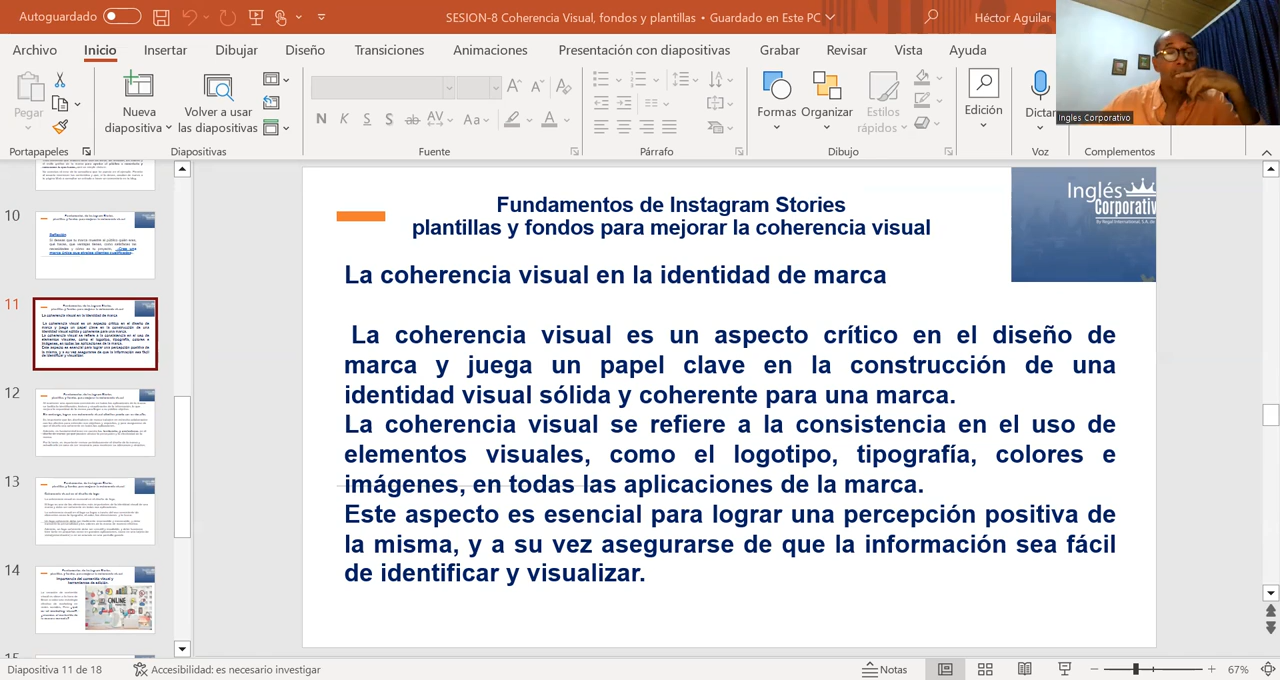 Autoguardado
SESION-8 Coherencia Visual, fondos y plantillas • Guardado en Este PC
Héctor Aguilar
Archivo Inicio Insertar Dibujar Diseño Transiciones Animaciones Presentación con diapositivas Grabar Revisar Vista Ayuda
Pegar
Nueva diapositiva
Volver a usar las diapositivas
N K S S ab AV Aa A
Formas Organizar Estilos rápidos
Edición
Dictar
Ingles Corporativo
Portapapeles Diapositivas Fuente Párrafo Dibujo Voz Complementos
10
11
12
13
14
Fundamentos de Instagram Stories
plantillas y fondos para mejorar la coherencia visual
Inglés
Corporativ
La coherencia visual en la identidad de marca
La coherencia visual es un aspecto crítico en el diseño de
marca y juega un papel clave en la construcción de una
identidad visual sólida y coherente para una marca.
La coherencia visual se refiere a la consistencia en el uso de
elementos visuales, como el logotipo, tipografía, colores e
imágenes, en todas las aplicaciones de la marca.
Este aspecto es esencial para lograr un percepción positiva de
la misma, y a su vez asegurarse de que la información sea fácil
de identificar y visualizar.
Diapositiva 11 de 18 Accesibilidad: es necesario investigar Notas 67%